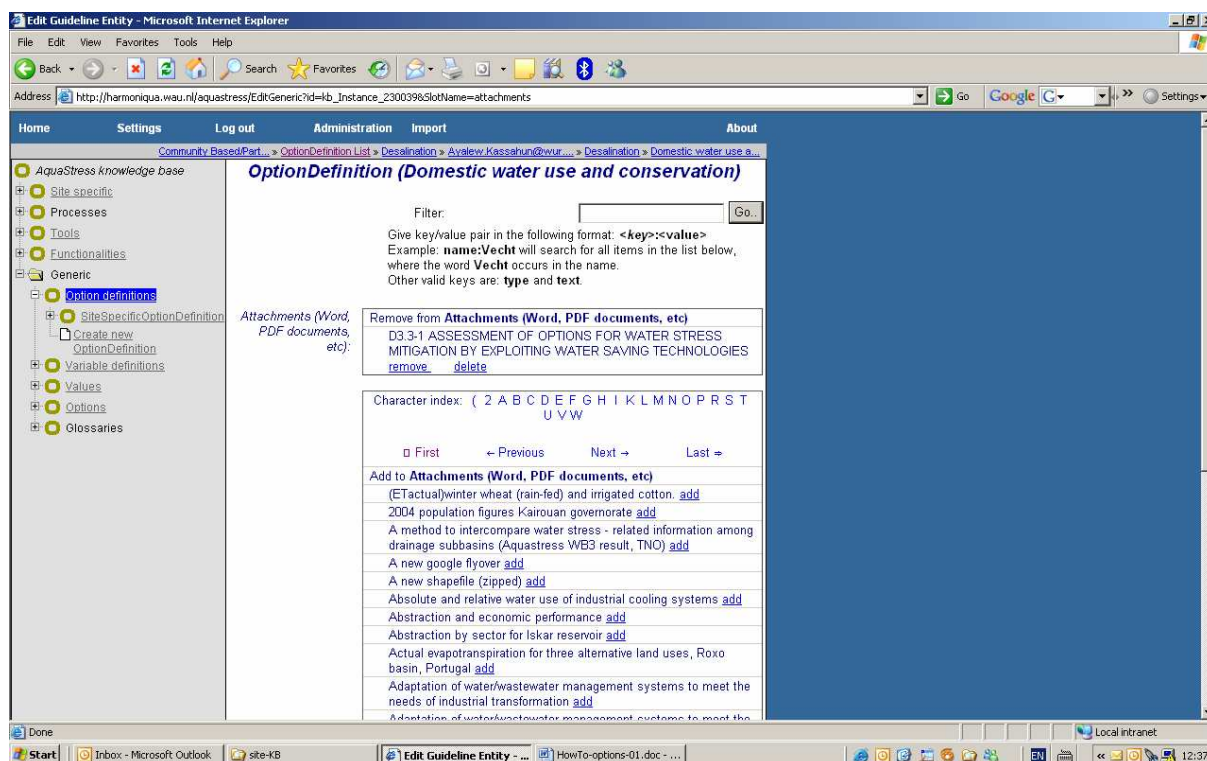 Edit Guideline Entity - Microsoft Internet Explorer
File Edit View Favorites Tools Help
Back Search Favorites
Address http://harmoniqua.wau.nl/aquastress/EditGeneric?id=kb_Instance_230039&SlotName=attachments Go Google G Settings
Home Settings Log out Administration Import About
Community Based/Part... » OptionDefinition List » Desalination » Ayalew.Kassahun@wur.... » Desalination » Domestic water use a...
AquaStress knowledge base
Site specific
Processes
Tools
Functionalities
Generic
Option definitions
SiteSpecificOptionDefinition
Create new
OptionDefinition
Variable definitions
Values
Options
Glossaries
OptionDefinition (Domestic water use and conservation)
Filter: Go..
Give key/value pair in the following format: <key>:<value>
Example: name:Vecht will search for all items in the list below,
where the word Vecht occurs in the name.
Other valid keys are: type and text.
Attachments (Word,
PDF documents,
etc):
Remove from Attachments (Word, PDF documents, etc)
D3.3-1 ASSESSMENT OF OPTIONS FOR WATER STRESS
MITIGATION BY EXPLOITING WATER SAVING TECHNOLOGIES
remove delete
Character index: ( 2 A B C D E F G H I K L M N O P R S T
U V W
First ← Previous Next → Last ⇒
Add to Attachments (Word, PDF documents, etc)
(ETactual)winter wheat (rain-fed) and irrigated cotton. add
2004 population figures Kairouan governorate add
A method to intercompare water stress - related information among
drainage subbasins (Aquastress WB3 result, TNO) add
A new google flyover add
A new shapefile (zipped) add
Absolute and relative water use of industrial cooling systems add
Abstraction and economic performance add
Abstraction by sector for Iskar reservoir add
Actual evapotranspiration for three alternative land uses, Roxo
basin, Portugal add
Adaptation of water/wastewater management systems to meet the
needs of industrial transformation add
Adaptation of water/wastewater management systems to meet the
Done Local intranet
Start Inbox - Microsoft Outlook site-KB Edit Guideline Entity - ... HowTo-options-01.doc - ... EN 12:37